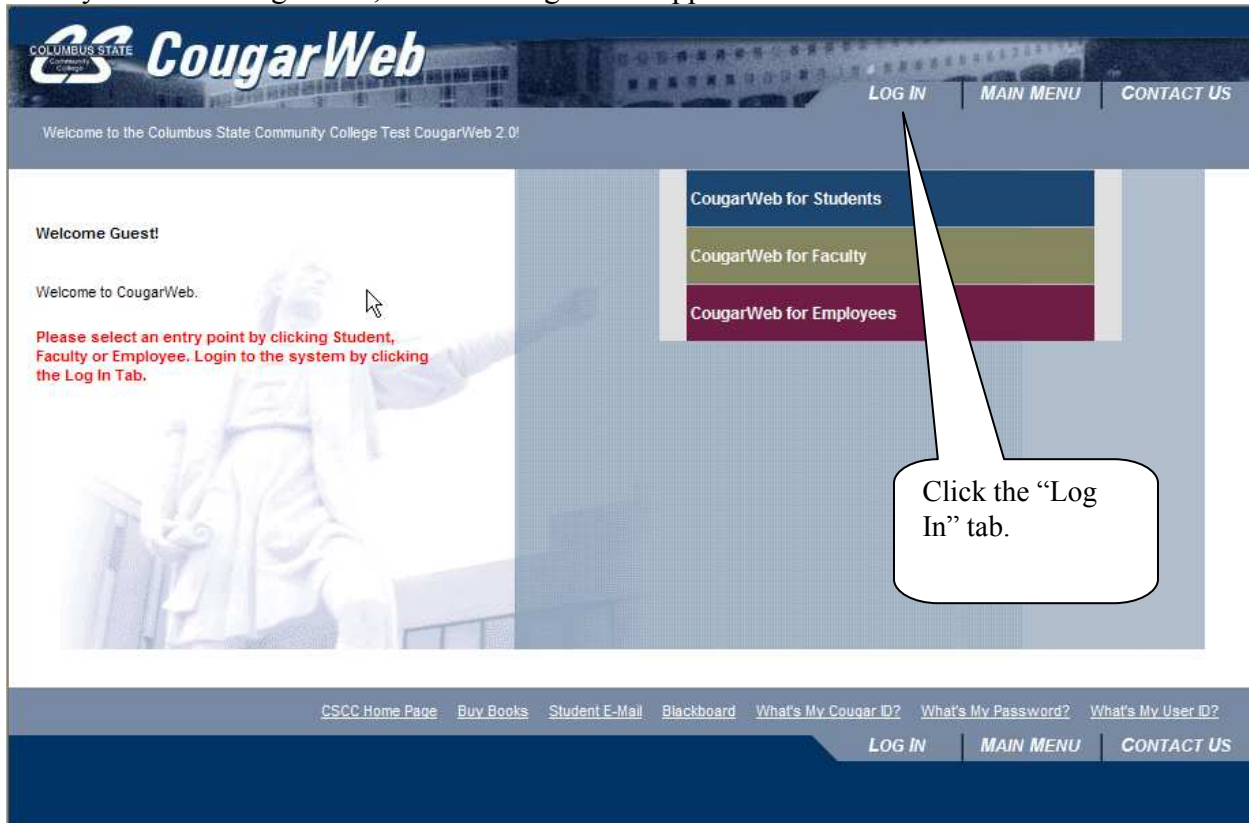 COLUMBUS STATE
Community
College
CS
CougarWeb
LOG IN
MAIN MENU
CONTACT US
Welcome to the Columbus State Community College Test CougarWeb 2.0!
CougarWeb for Students
Welcome Guest!
CougarWeb for Faculty
Welcome to CougarWeb.
CougarWeb for Employees
Please select an entry point by clicking Student,
Faculty or Employee. Login to the system by clicking
the Log In Tab.
Click the “Log
In” tab.
CSCC Home Page Buy Books Student E-Mail Blackboard What's My Cougar ID? What's My Password? What's My User ID?
LOG IN
MAIN MENU
CONTACT US